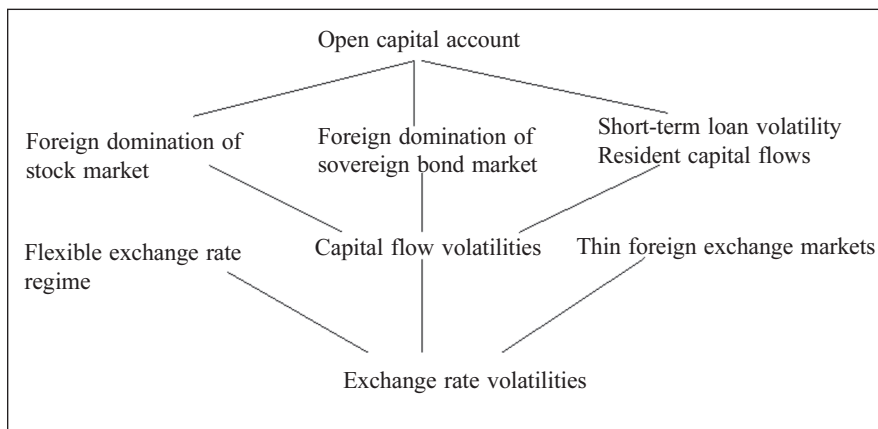 Open capital account
Foreign domination of
stock market
Foreign domination of
sovereign bond market
Short-term loan volatility
Resident capital flows
Flexible exchange rate
regime
Capital flow volatilities
Thin foreign exchange markets
Exchange rate volatilities